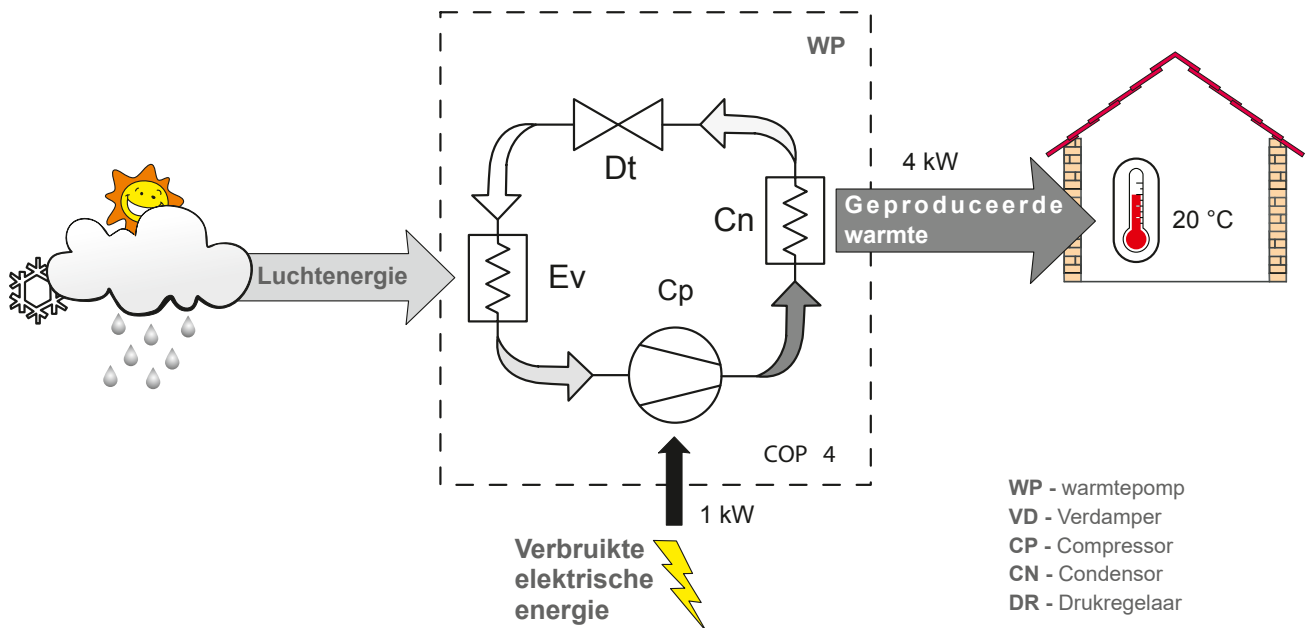 WP
Dt
4 kW
Geproduceerde
warmte
Cn
20 °C
Luchtenergie
Ev
Cp
COP 4
1 kW
Verbruikte
elektrische
energie
WP - warmtepomp
VD - Verdamper
CP - Compressor
CN - Condensor
DR - Drukregelaar